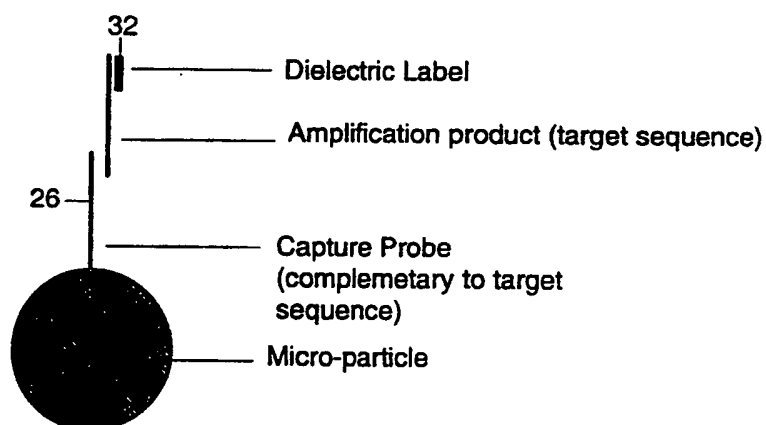 32
Dielectric Label
Amplification product (target sequence)
26
Capture Probe
(complemetary to target
sequence)
Micro-particle